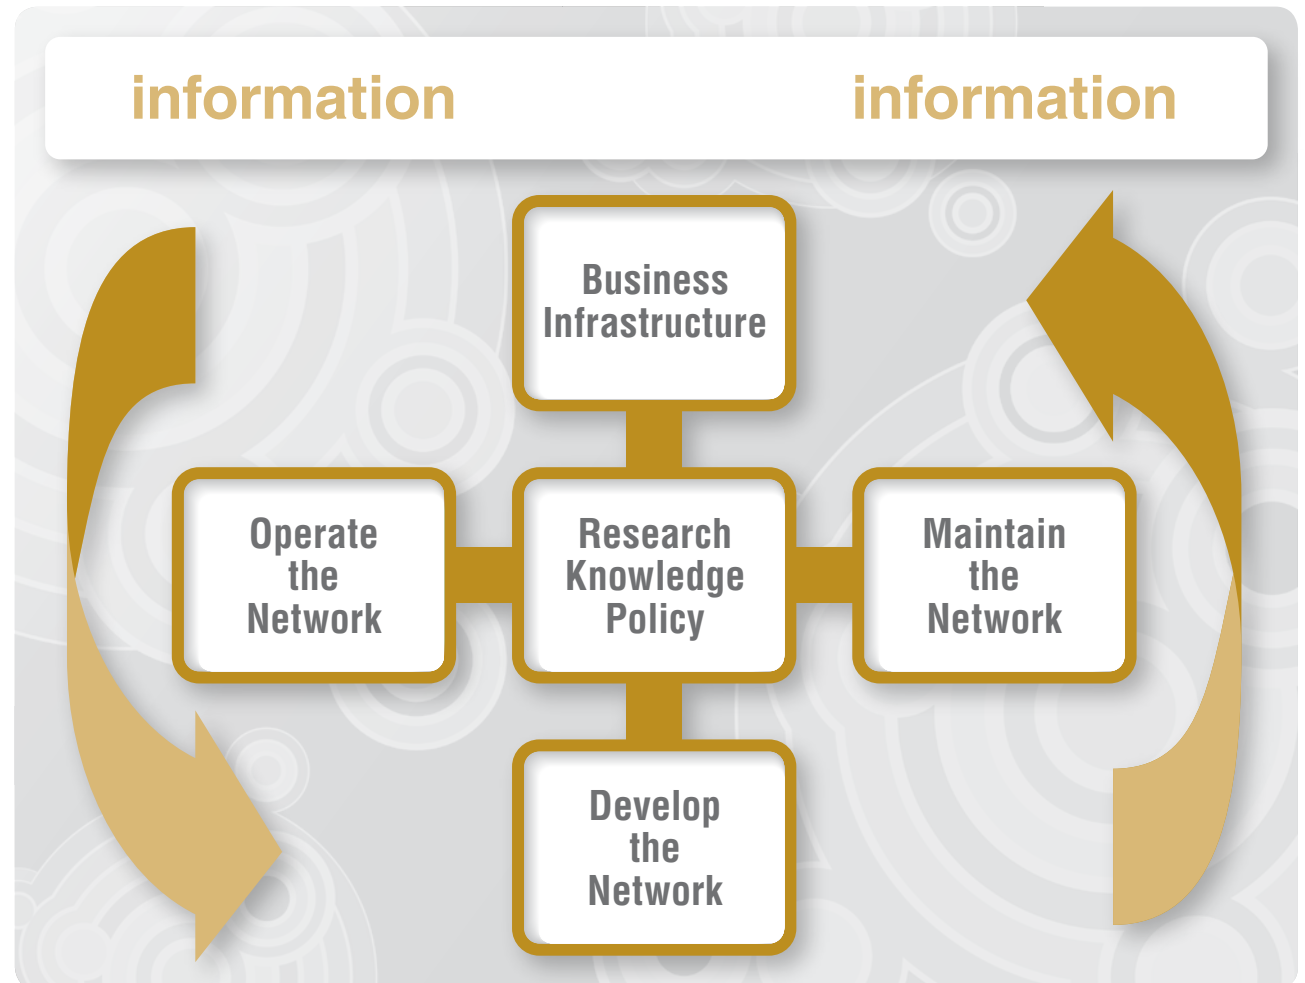 information information
Business
Infrastructure
Operate
the
Network
Research
Knowledge
Policy
Maintain
the
Network
Develop
the
Network